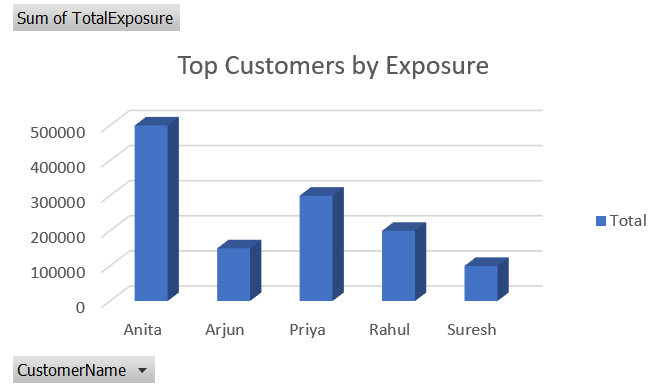 Sum of TotalExposure
Top Customers by Exposure
500000
400000
300000
200000
100000
0
Anita Arjun Priya Rahul Suresh
Total
CustomerName